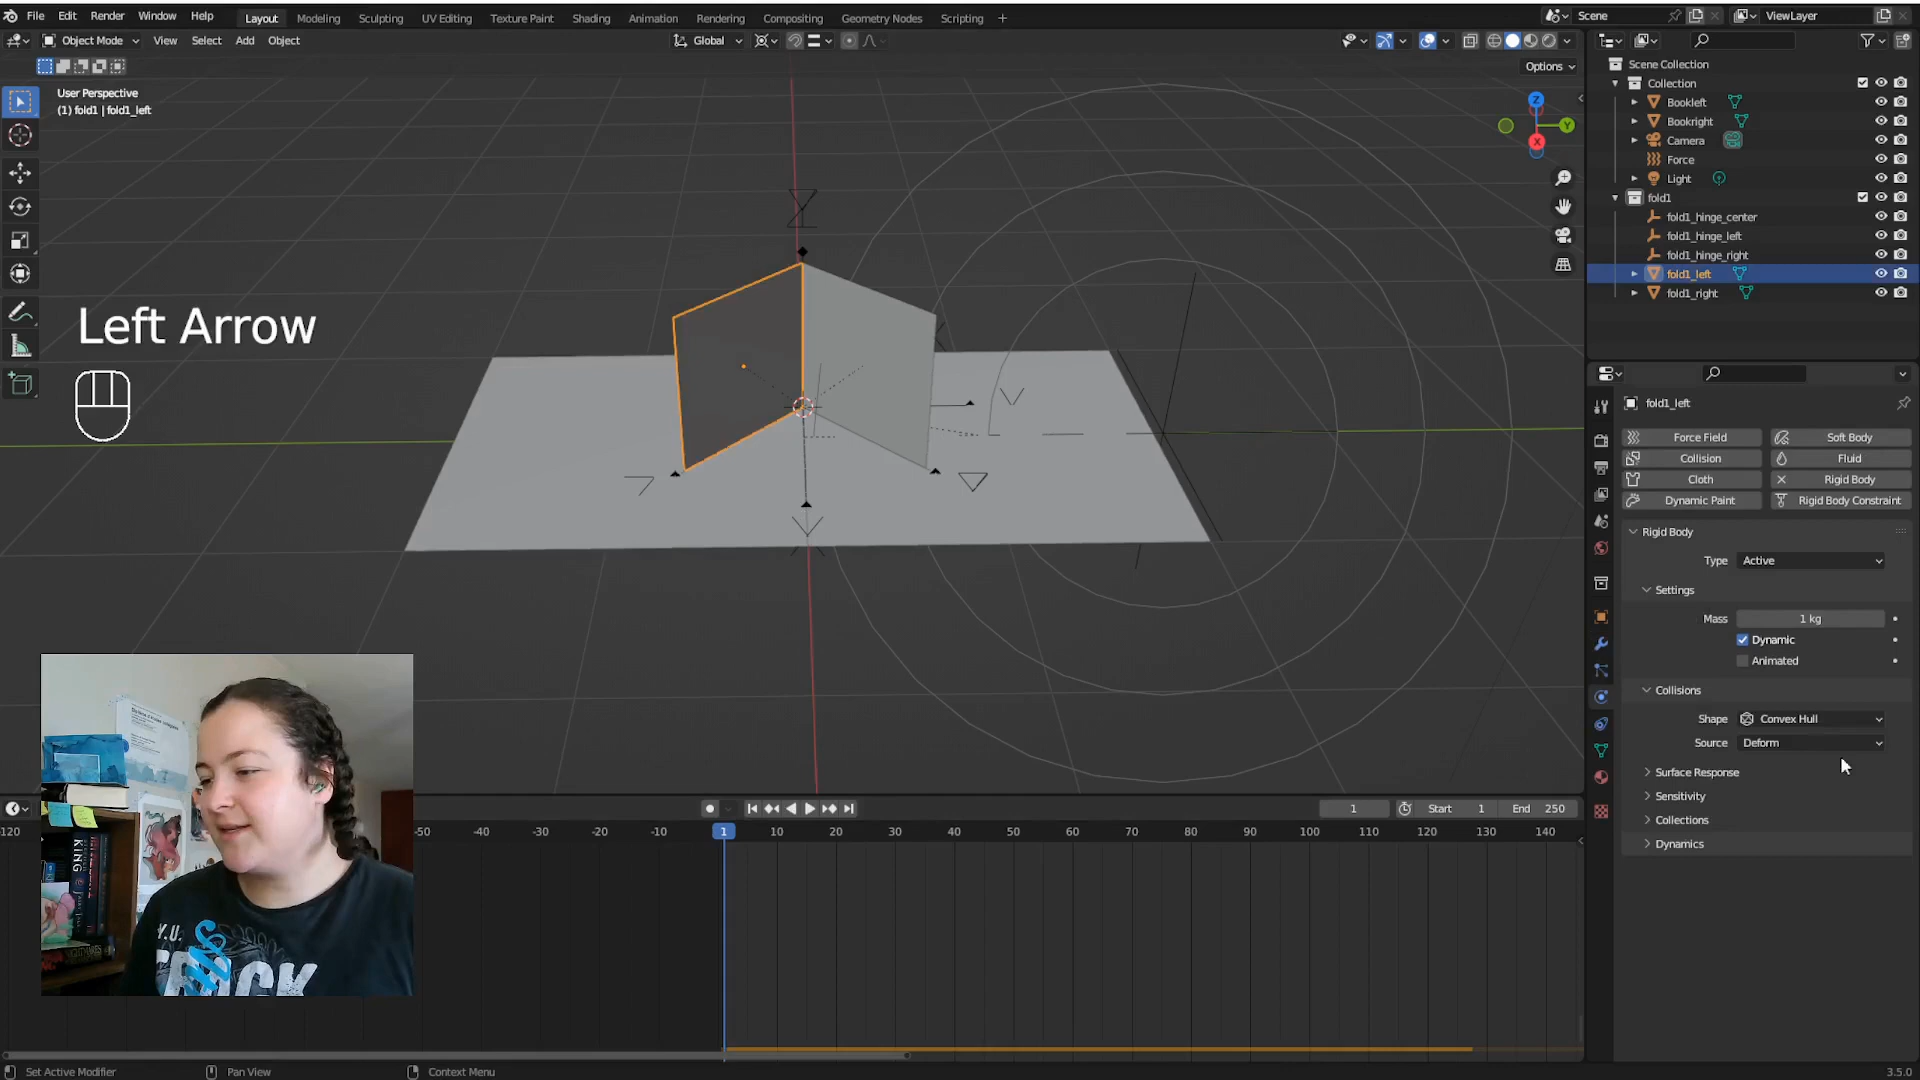 File Edit Render Window Help
Layout Modeling Sculpting UV Editing Texture Paint Shading Animation Rendering Compositing Geometry Nodes Scripting +
Scene
ViewLayer
Object Mode View Select Add Object
Global
Options
User Perspective
(1) fold1 | fold1_left
Z
Y
X
Left Arrow
Scene Collection
Collection
Bookleft
Bookright
Camera
Force
Light
fold1
fold1_hinge_center
fold1_hinge_left
fold1_hinge_right
fold1_left
fold1_right
fold1_left
Force Field Soft Body
Collision Fluid
Cloth Rigid Body
Dynamic Paint Rigid Body Constraint
Rigid Body
Type Active
Settings
Mass 1 kg
Dynamic
Animated
Collisions
Shape Convex Hull
Source Deform
Surface Response
Sensitivity
Collections
Dynamics
1 Start 1 End 250
-120 -50 -40 -30 -20 -10 1 10 20 30 40 50 60 70 80 90 100 110 120 130 140
KING
Y.U.
Set Active Modifier Pan View Context Menu 3.5.0